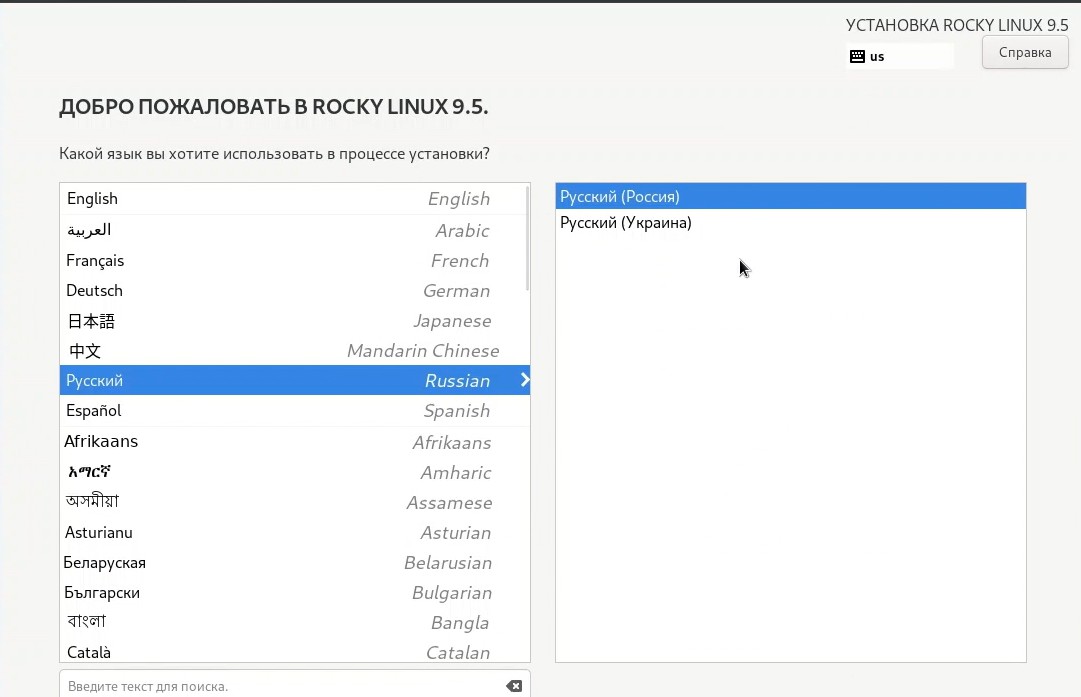 УСТАНОВКА ROCKY LINUX 9.5
us
Справка
ДОБРО ПОЖАЛОВАТЬ В ROCKY LINUX 9.5.
Какой язык вы хотите использовать в процессе установки?
English English
العربية Arabic
Français French
Deutsch German
日本語 Japanese
中文 Mandarin Chinese
Русский Russian
Español Spanish
Afrikaans Afrikaans
አማርኛ Amharic
অসমীয়া Assamese
Asturianu Asturian
Беларуская Belarusian
Български Bulgarian
বাংলা Bangla
Català Catalan
Введите текст для поиска.
Русский (Россия)
Русский (Украина)